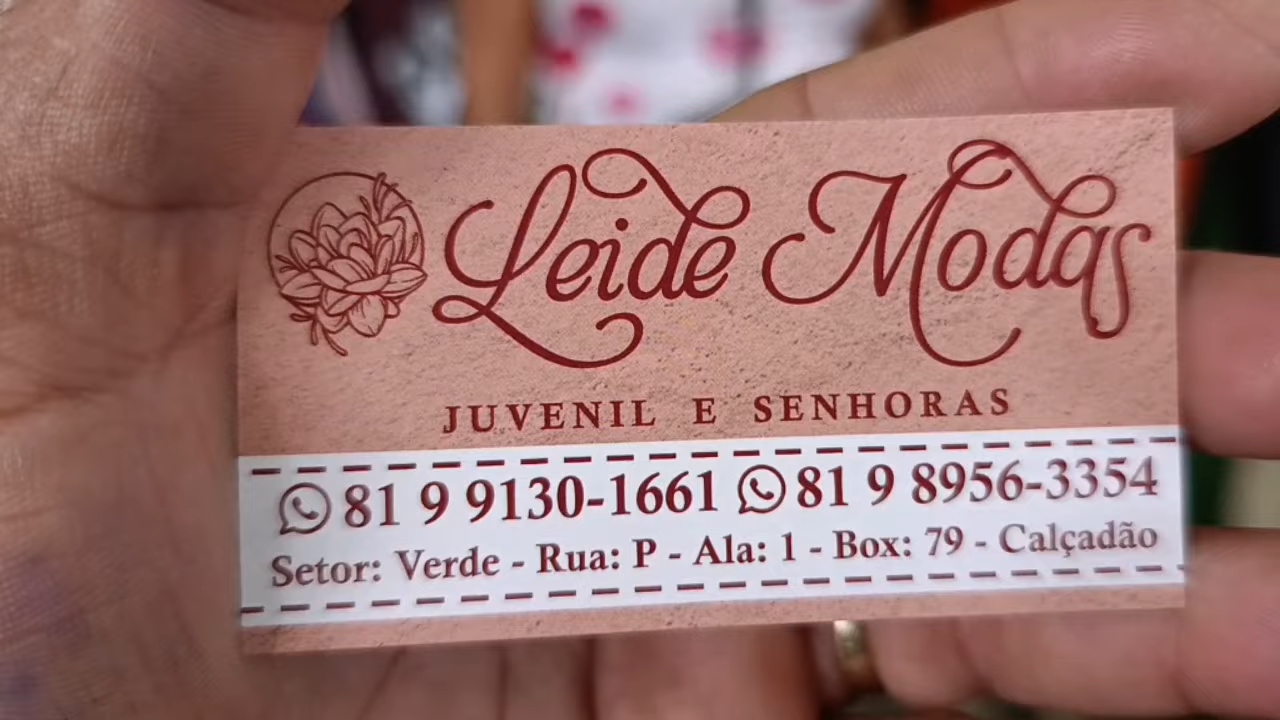 Leide Modas
JUVENIL E SENHORAS
81 9 9130-1661 81 9 8956-3354
Setor: Verde - Rua: P - Ala: 1 - Box: 79 - Calçadão